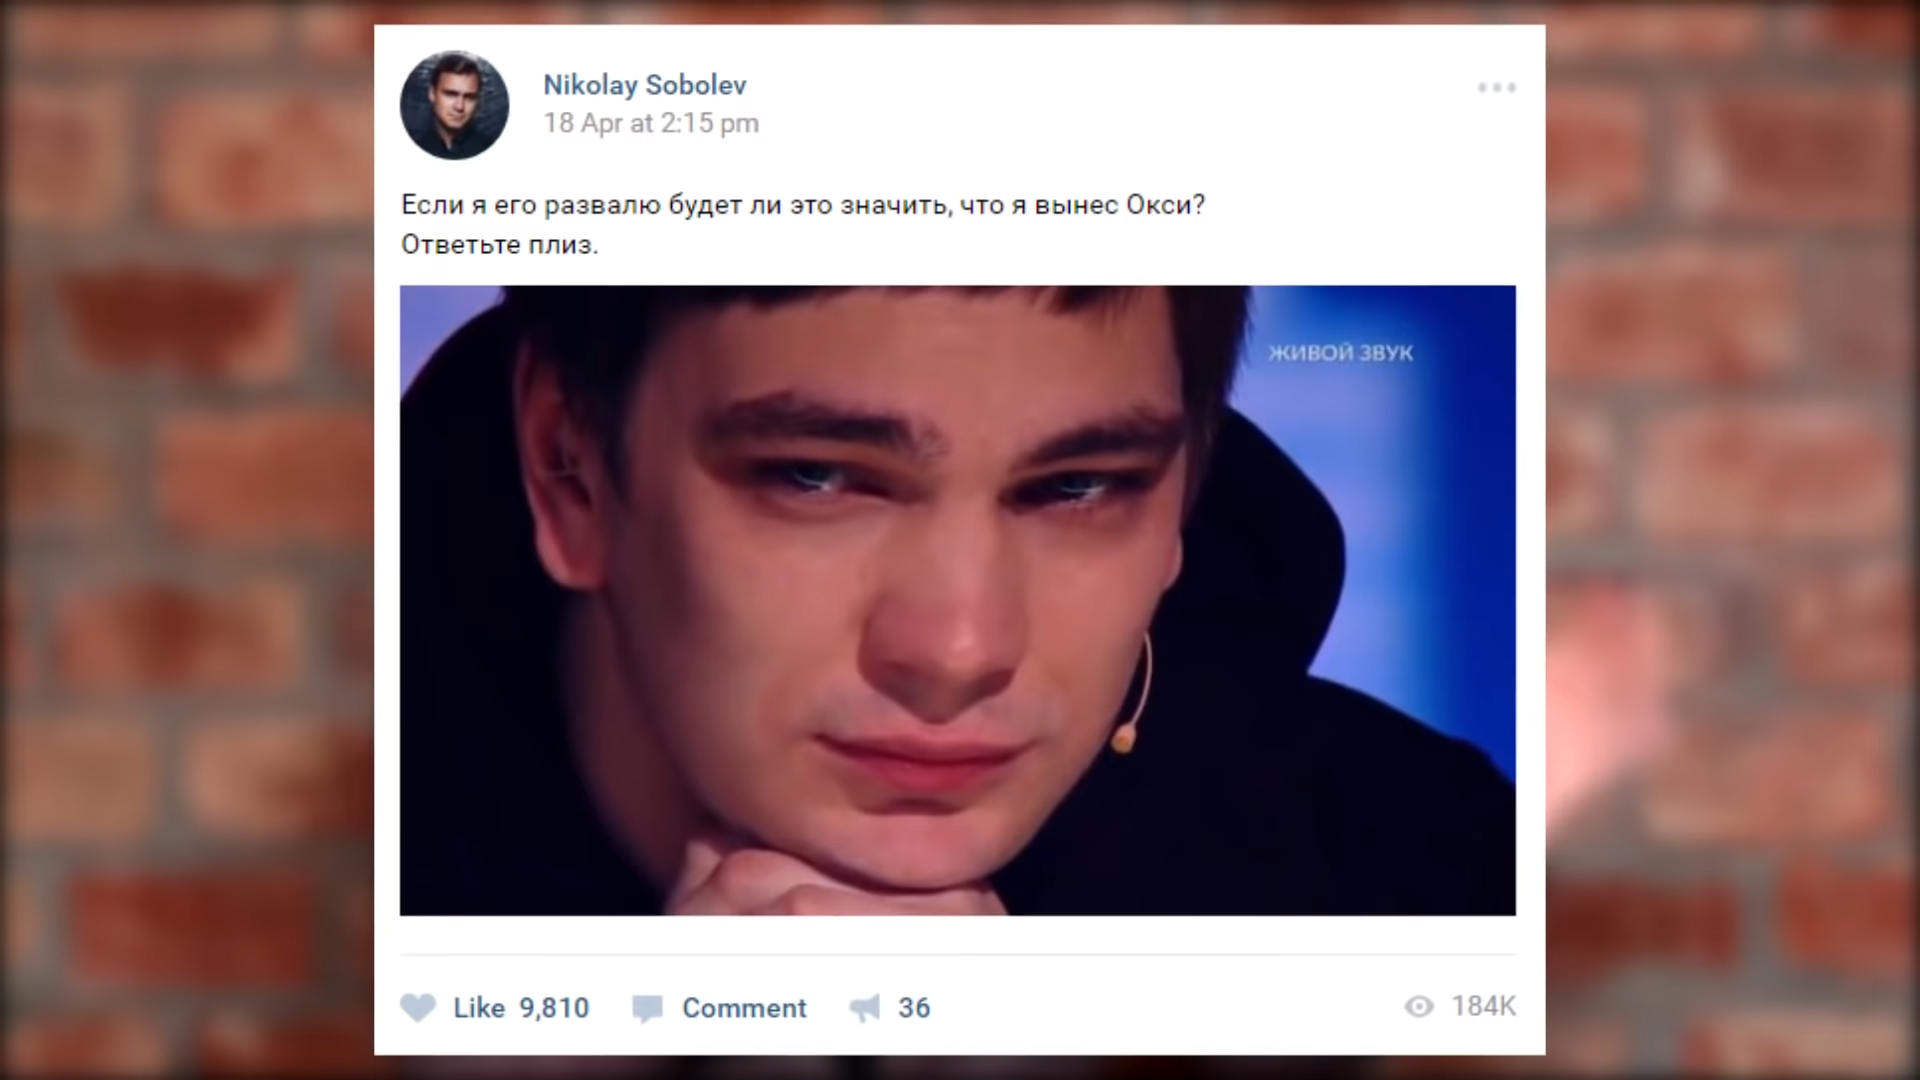 Nikolay Sobolev
18 Apr at 2:15 pm
Если я его развалю будет ли это значить, что я вынес Окси?
Ответьте плиз.
ЖИВОЙ ЗВУК
Like 9,810 Comment 36 184K